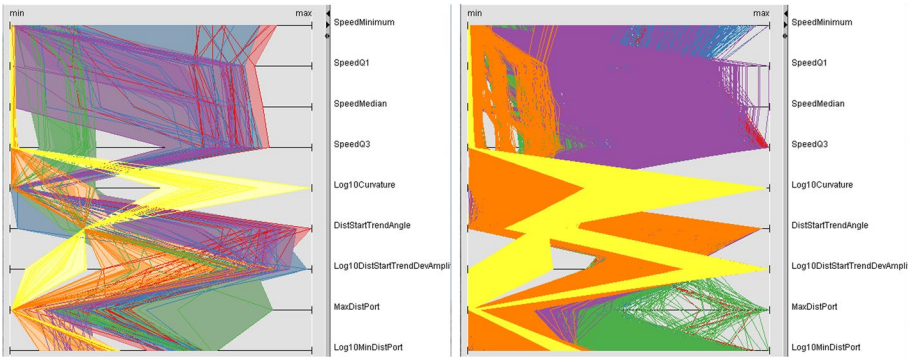 min max
SpeedMinimum
SpeedQ1
SpeedMedian
SpeedQ3
Log10Curvature
DistStartTrendAngle
Log10DistStartTrendDevAmpli
MaxDistPort
Log10MinDistPort
min max
SpeedMinimum
SpeedQ1
SpeedMedian
SpeedQ3
Log10Curvature
DistStartTrendAngle
Log10DistStartTrendDevAmpli
MaxDistPort
Log10MinDistPort